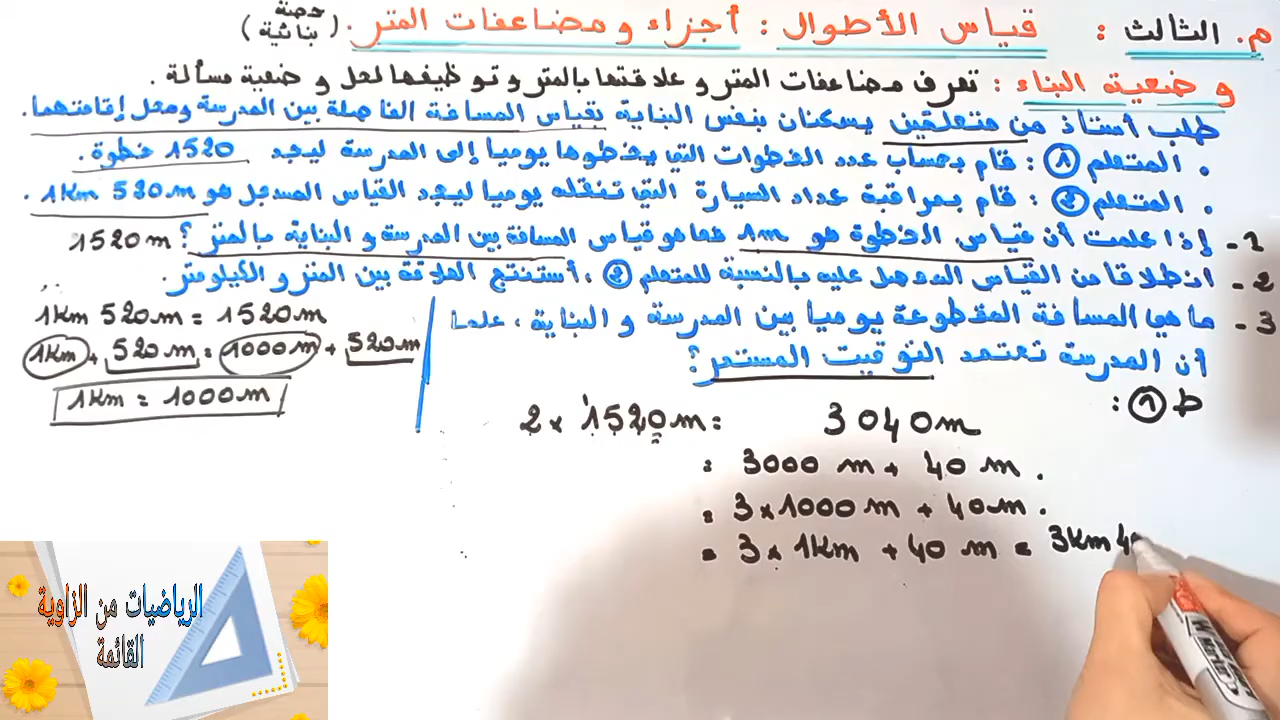 م. الثالث : قياس الأطوال : أجزاء و مضاعفات المتر. (حصة بنائية)
وضعية البناء : تعرف مضاعفات المتر و علاقتها بالمتر و توظيفها لحل وضعية مسألة.
طلب أستاذ من متعلقين يسكنان بنفس البناية بقياس المسافة الفاصلة بين المدرسة ومحل إقامتهما.
. المتعلم ① : قام بحساب عدد الخطوات التي يخطوها يوميا إلى المدرسة ليجد 1520 خطوة.
. المتعلم ② : قام بمراقبة عداد السيارة التي تنقله يوميا ليجد القياس المسجل هو 1Km 520m.
1- إذا علمت أن قياس الخطوة هو 1m فما هو قياس المسافة بين المدرسة و البناية بالمتر؟ 1520m
2- انطلاقا من القياس المحصل عليه بالنسبة للمتعلم ②، أستنتج العلاقة بين المتر و الكيلومتر.
3- ما هي المسافة المقطوعة يوميا بين المدرسة و البناية، علما
أن المدرسة تعتمد التوقيت المستمر؟
1Km 520m = 1520m
1Km + 520m = 1000m + 520m
1Km = 1000m
ط ① :
2 × 1520m = 3040m
= 3000 m + 40 m.
= 3 × 1000m + 40m.
= 3 × 1Km + 40 m = 3Km 40
الرياضيات من الزاوية
القائمة